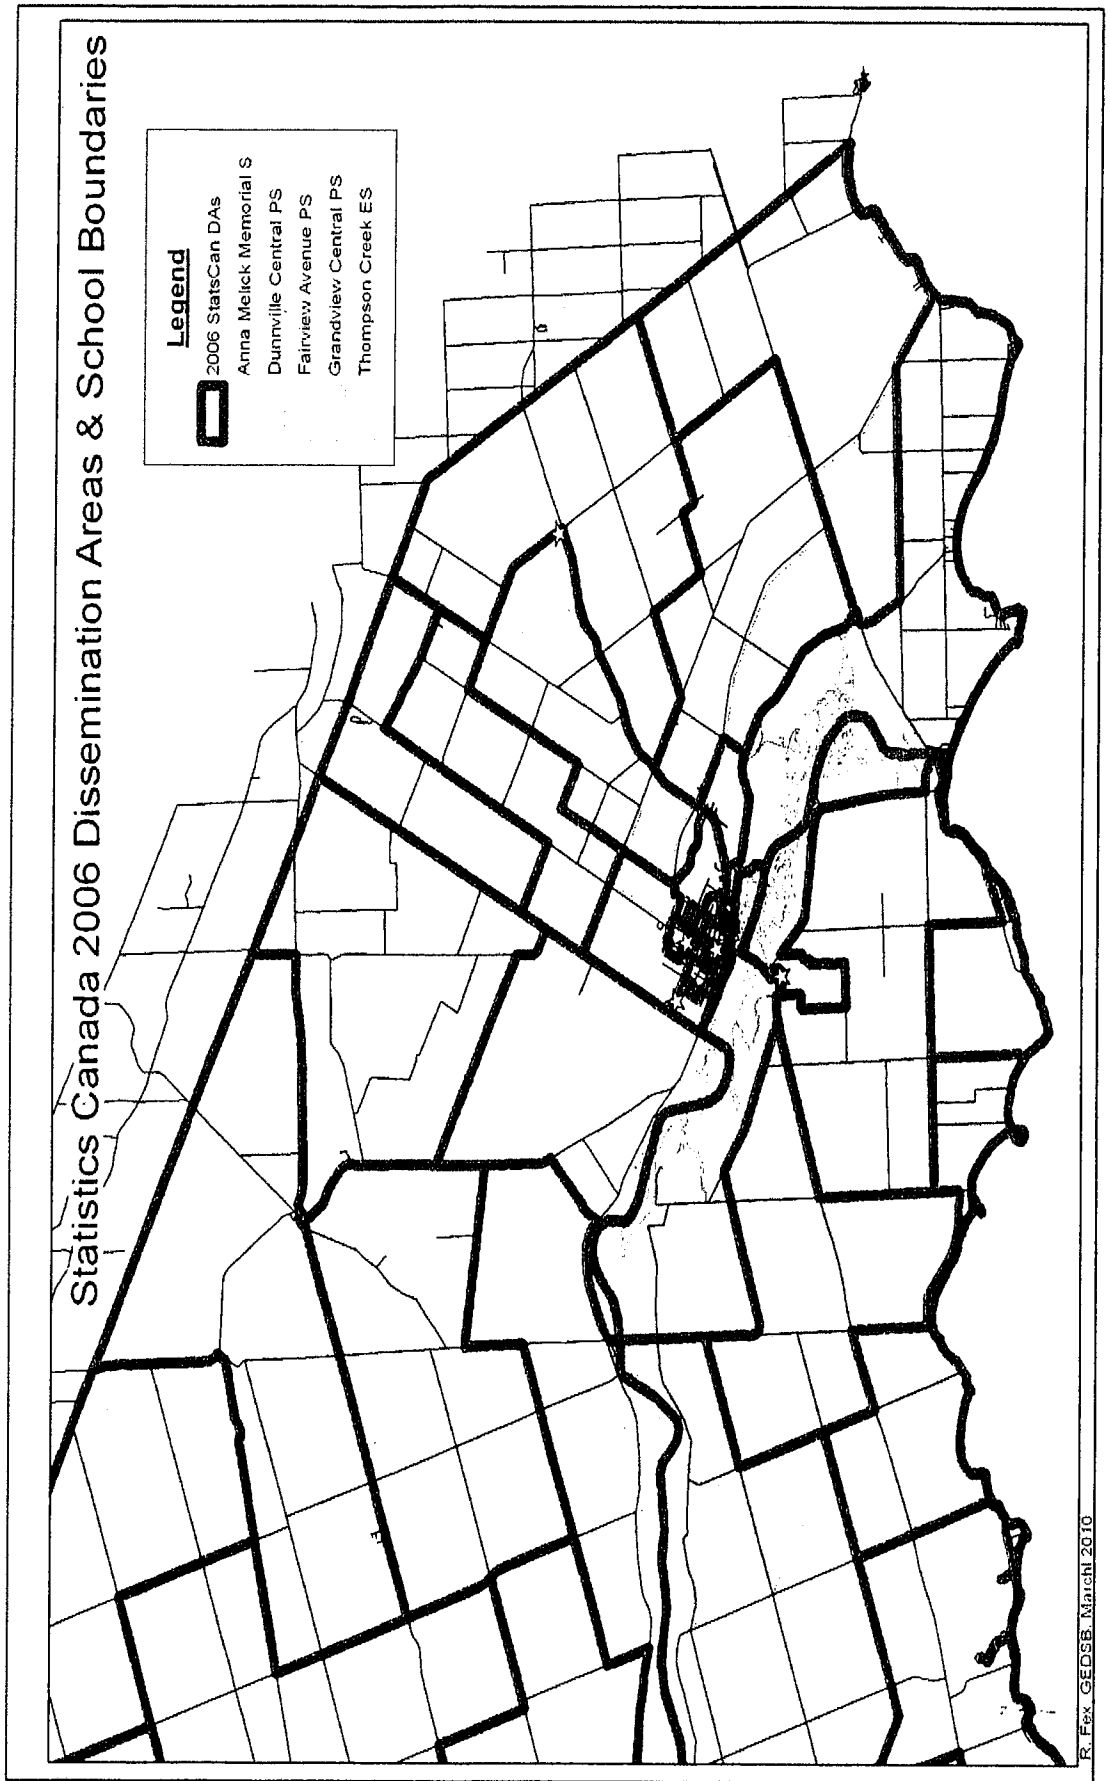 Statistics Canada 2006 Dissemination Areas & School Boundaries
Legend
2006 StatsCan DAs
Anna Melick Memorial S
Dunnville Central PS
Fairview Avenue PS
Grandview Central PS
Thompson Creek ES
R. Fex, GEDSB, March 2010